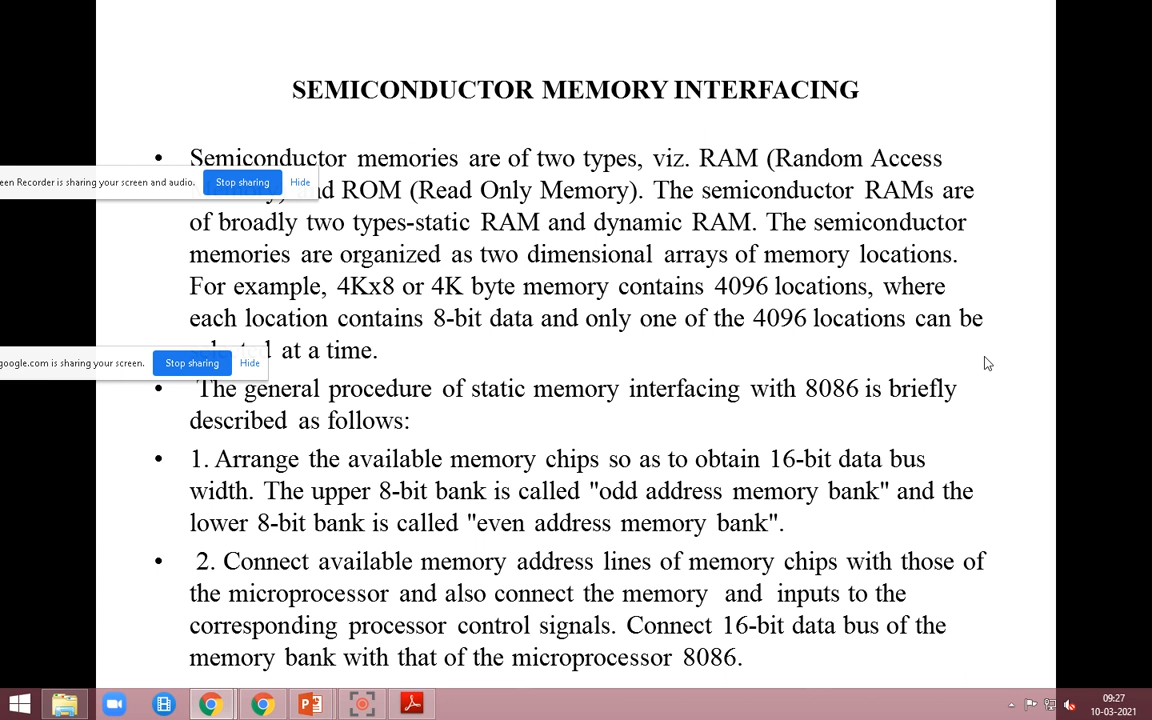 SEMICONDUCTOR MEMORY INTERFACING
• Semiconductor memories are of two types, viz. RAM (Random Access
een Recorder is sharing your screen and audio. Stop sharing Hide
nd ROM (Read Only Memory). The semiconductor RAMs are
of broadly two types-static RAM and dynamic RAM. The semiconductor
memories are organized as two dimensional arrays of memory locations.
For example, 4Kx8 or 4K byte memory contains 4096 locations, where
each location contains 8-bit data and only one of the 4096 locations can be
at a time.
google.com is sharing your screen. Stop sharing Hide
• The general procedure of static memory interfacing with 8086 is briefly
described as follows:
• 1. Arrange the available memory chips so as to obtain 16-bit data bus
width. The upper 8-bit bank is called "odd address memory bank" and the
lower 8-bit bank is called "even address memory bank".
• 2. Connect available memory address lines of memory chips with those of
the microprocessor and also connect the memory and inputs to the
corresponding processor control signals. Connect 16-bit data bus of the
memory bank with that of the microprocessor 8086.
09:27
10-03-2021